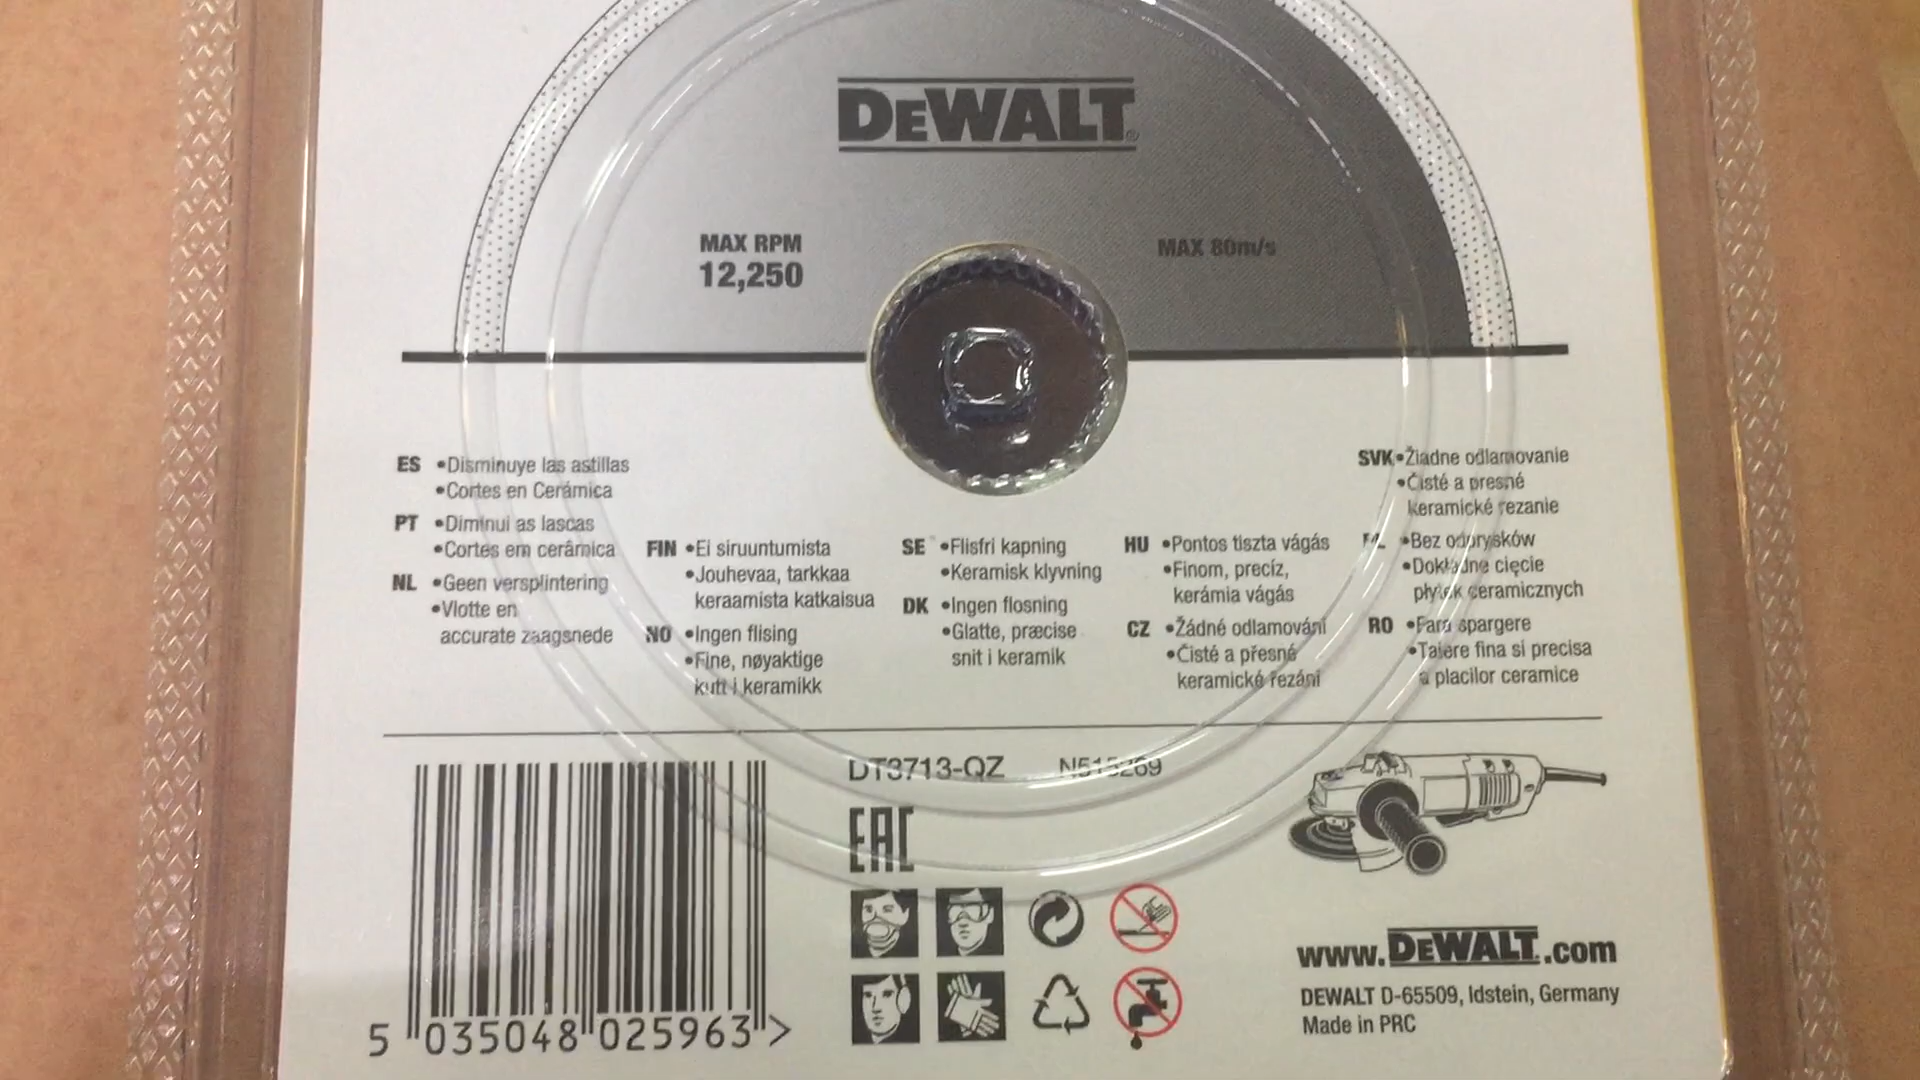 DEWALT®
MAX RPM
12,250
MAX 80m/s
ES •Disminuye las astillas
•Cortes en Cerámica
PT •Diminui as lascas
•Cortes em cerâmica
NL •Geen versplintering
•Vlotte en
accurate zaagsnede
FIN •Ei siruuntumista
•Jouhevaa, tarkkaa
keraamista katkaisua
NO •Ingen flising
•Fine, nøyaktige
kutt i keramikk
SE •Flisfri kapning
•Keramisk klyvning
DK •Ingen flosning
•Glatte, præcise
snit i keramik
HU •Pontos tiszta vágás
•Finom, precíz,
kerámia vágás
CZ •Žádné odlamování
•Čisté a přesné
keramické řezání
SVK •Žiadne odlamovanie
•Čisté a presné
keramické rezanie
•Bez odprysków
•Dokładne cięcie
płytek ceramicznych
RO •Fara spargere
•Taiere fina si precisa
a placilor ceramice
DT3713-QZ N515269
EAC
5 035048 025963 >
www.DEWALT.com
DEWALT D-65509, Idstein, Germany
Made in PRC